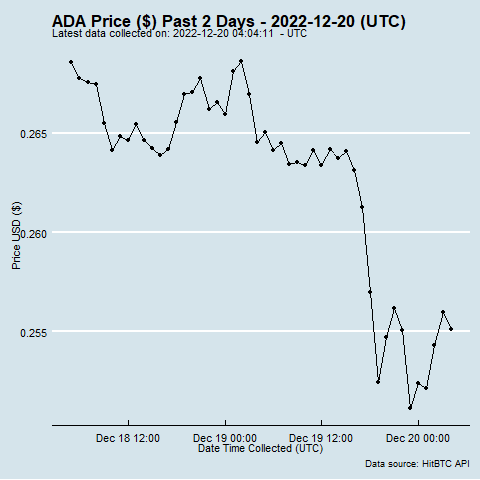 ADA Price ($) Past 2 Days - 2022-12-20 (UTC)
Latest data collected on: 2022-12-20 04:04:11  - UTC
Price USD ($)
0.265
0.260
0.255
Dec 18 12:00
Dec 19 00:00
Dec 19 12:00
Dec 20 00:00
Date Time Collected (UTC)
Data source: HitBTC API